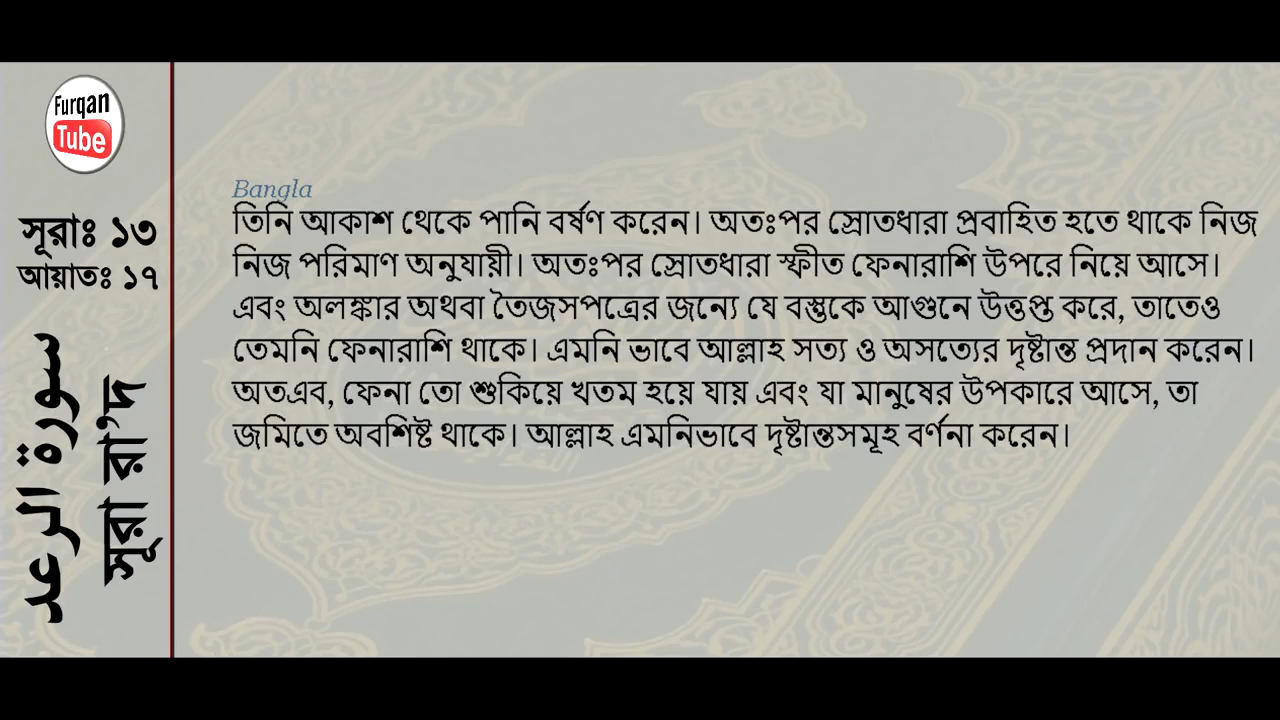 Furqan
Tube
সূরাঃ ১৩
আয়াতঃ ১৭
سورة الرعد
সূরা রা’দ
Bangla
তিনি আকাশ থেকে পানি বর্ষণ করেন। অতঃপর স্রোতধারা প্রবাহিত হতে থাকে নিজ
নিজ পরিমাণ অনুযায়ী। অতঃপর স্রোতধারা স্ফীত ফেনারাশি উপরে নিয়ে আসে।
এবং অলঙ্কার অথবা তৈজসপত্রের জন্যে যে বস্তুকে আগুনে উত্তপ্ত করে, তাতেও
তেমনি ফেনারাশি থাকে। এমনি ভাবে আল্লাহ সত্য ও অসত্যের দৃষ্টান্ত প্রদান করেন।
অতএব, ফেনা তো শুকিয়ে খতম হয়ে যায় এবং যা মানুষের উপকারে আসে, তা
জমিতে অবশিষ্ট থাকে। আল্লাহ এমনিভাবে দৃষ্টান্তসমূহ বর্ণনা করেন।